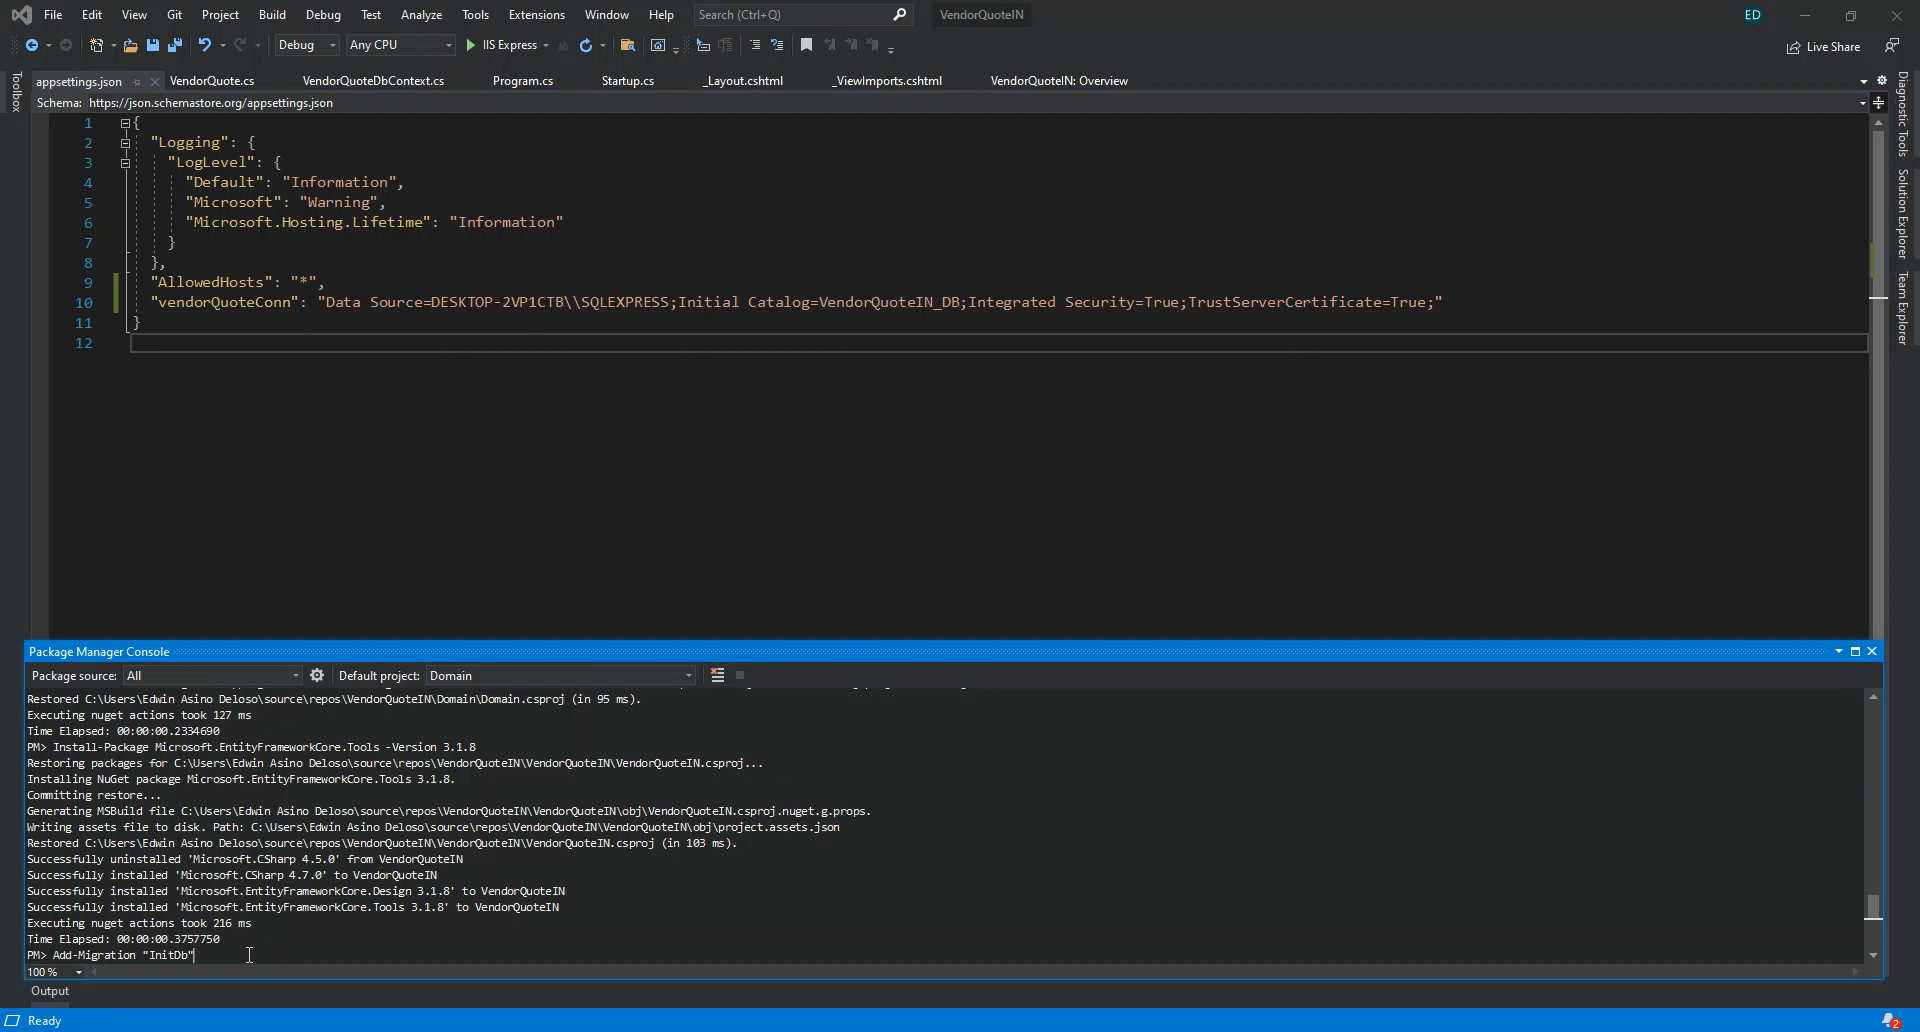 File Edit View Git Project Build Debug Test Analyze Tools Extensions Window Help Search (Ctrl+Q) VendorQuoteIN ED
Debug Any CPU IIS Express Live Share
appsettings.json VendorQuote.cs VendorQuoteDbContext.cs Program.cs Startup.cs _Layout.cshtml _ViewImports.cshtml VendorQuoteIN: Overview
Schema: https://json.schemastore.org/appsettings.json
Toolbox
Diagnostic Tools
Solution Explorer
Team Explorer
1 {
2 "Logging": {
3 "LogLevel": {
4 "Default": "Information",
5 "Microsoft": "Warning",
6 "Microsoft.Hosting.Lifetime": "Information"
7 }
8 },
9 "AllowedHosts": "*",
10 "vendorQuoteConn": "Data Source=DESKTOP-2VP1CTB\\SQLEXPRESS;Initial Catalog=VendorQuoteIN_DB;Integrated Security=True;TrustServerCertificate=True;"
11 }
12
Package Manager Console
Package source: All Default project: Domain
Restored C:\Users\Edwin Asino Deloso\source\repos\VendorQuoteIN\Domain\Domain.csproj (in 95 ms).
Executing nuget actions took 127 ms
Time Elapsed: 00:00:00.2334690
PM> Install-Package Microsoft.EntityFrameworkCore.Tools -Version 3.1.8
Restoring packages for C:\Users\Edwin Asino Deloso\source\repos\VendorQuoteIN\VendorQuoteIN\VendorQuoteIN.csproj...
Installing NuGet package Microsoft.EntityFrameworkCore.Tools 3.1.8.
Committing restore...
Generating MSBuild file C:\Users\Edwin Asino Deloso\source\repos\VendorQuoteIN\VendorQuoteIN\obj\VendorQuoteIN.csproj.nuget.g.props.
Writing assets file to disk. Path: C:\Users\Edwin Asino Deloso\source\repos\VendorQuoteIN\VendorQuoteIN\obj\project.assets.json
Restored C:\Users\Edwin Asino Deloso\source\repos\VendorQuoteIN\VendorQuoteIN\VendorQuoteIN.csproj (in 103 ms).
Successfully uninstalled 'Microsoft.CSharp 4.5.0' from VendorQuoteIN
Successfully installed 'Microsoft.CSharp 4.7.0' to VendorQuoteIN
Successfully installed 'Microsoft.EntityFrameworkCore.Design 3.1.8' to VendorQuoteIN
Successfully installed 'Microsoft.EntityFrameworkCore.Tools 3.1.8' to VendorQuoteIN
Executing nuget actions took 216 ms
Time Elapsed: 00:00:00.3757750
PM> Add-Migration "InitDb"
100 %
Output
Ready 2